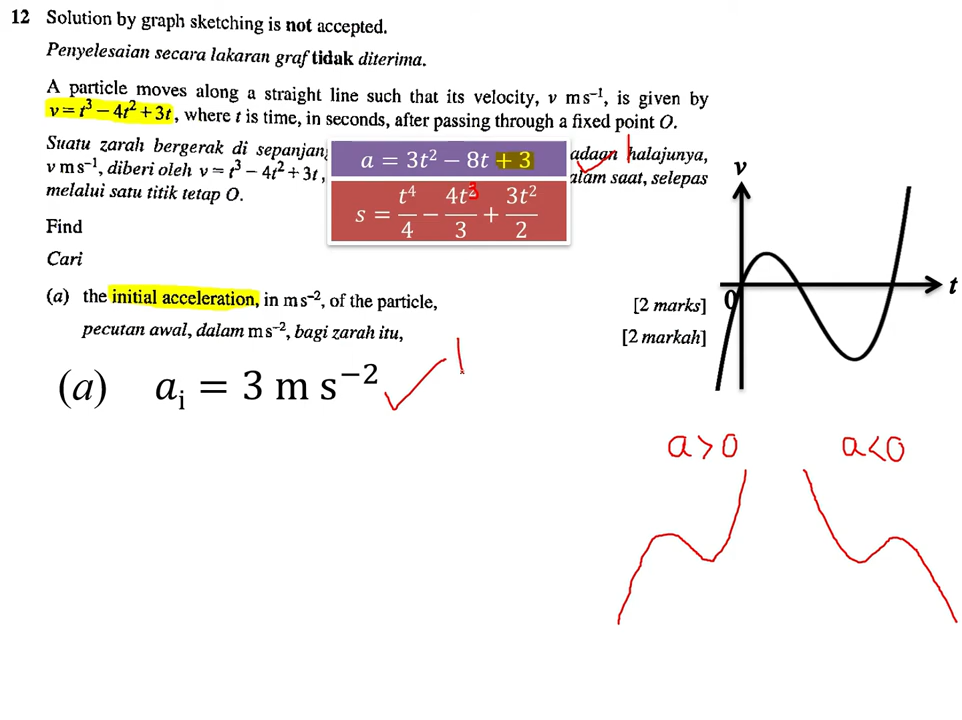 12 Solution by graph sketching is not accepted.
Penyelesaian secara lakaran graf tidak diterima.
A particle moves along a straight line such that its velocity, v m s⁻¹, is given by
v = t³ − 4t² + 3t, where t is time, in seconds, after passing through a fixed point O.
Suatu zarah bergerak di sepanjang adaan halajunya,
v m s⁻¹, diberi oleh v = t³ − 4t² + 3t, alam saat, selepas
melalui satu titik tetap O.
a = 3t² − 8t + 3
s = t⁴/4 − 4t³/3 + 3t²/2
Find
Cari
(a) the initial acceleration, in m s⁻², of the particle, [2 marks]
pecutan awal, dalam m s⁻², bagi zarah itu, [2 markah]
(a) aᵢ = 3 m s⁻² ✓ 1
✓ 1
v
0
t
a > 0
a < 0